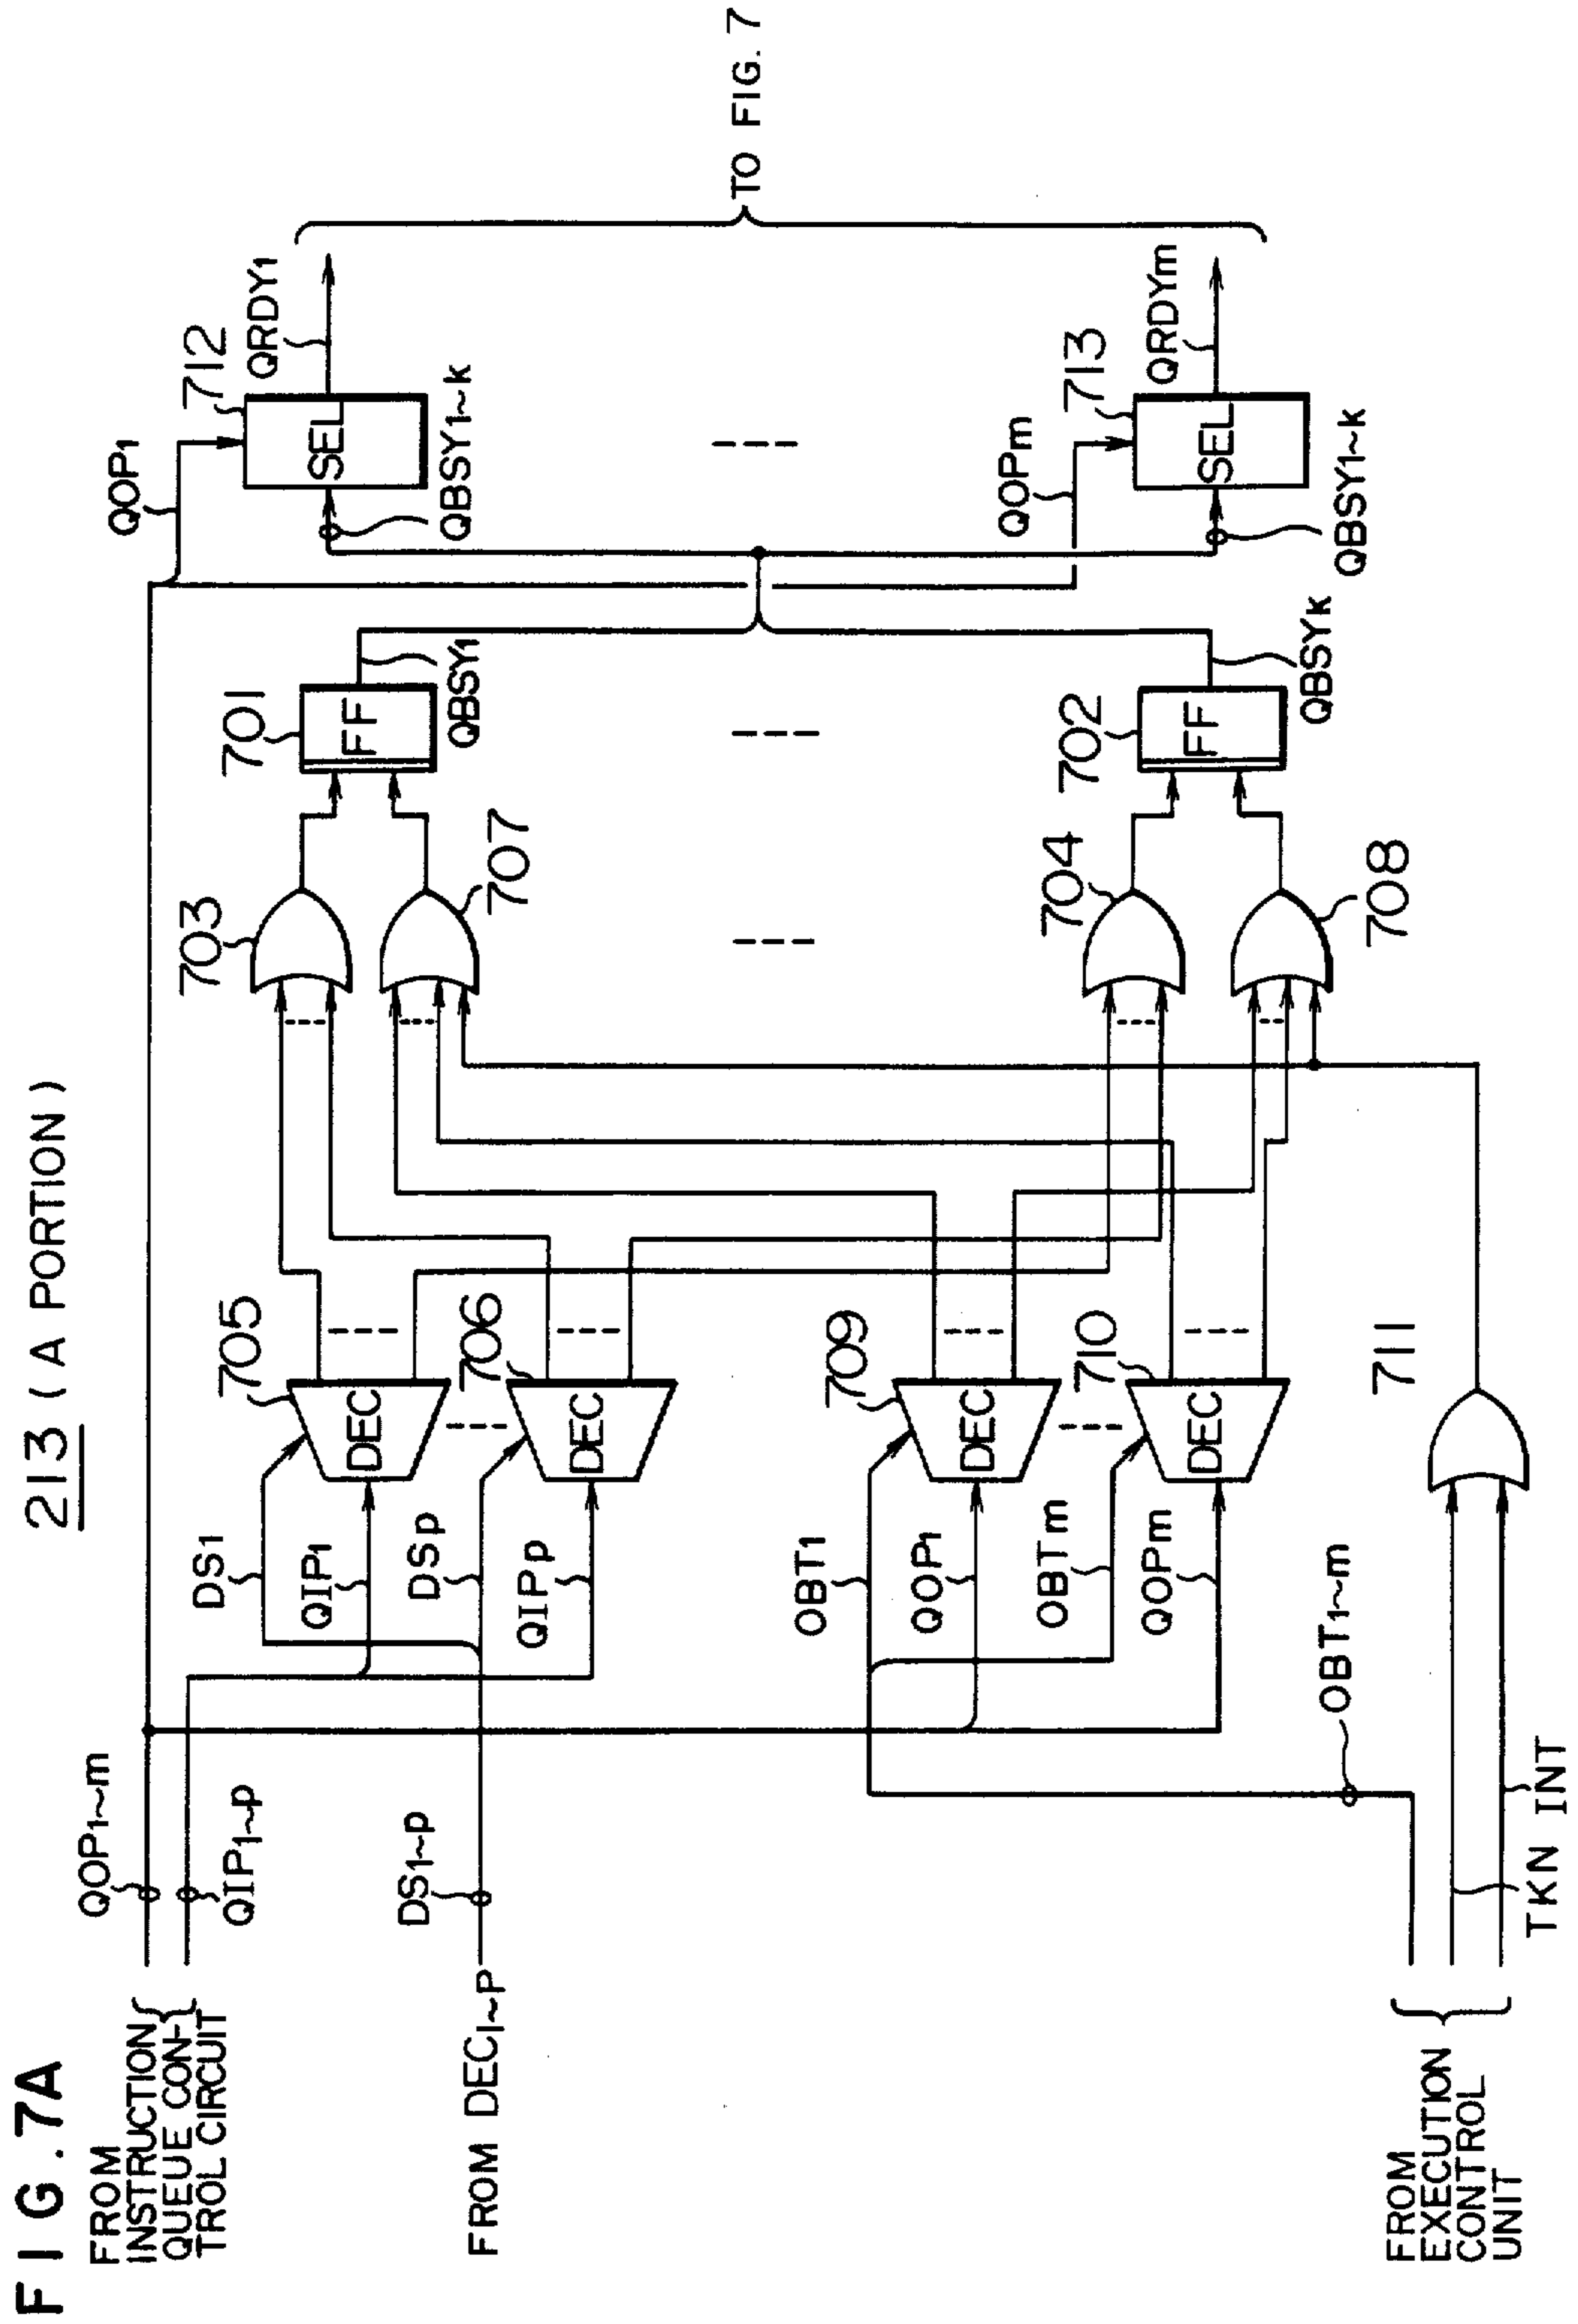 FIG. 7A
213 (A PORTION)
FROM
INSTRUCTION
QUEUE CON-
TROL CIRCUIT
QOP1~m
QIP1~p
FROM DEC1~P
DS1~p
FROM
EXECUTION
CONTROL
UNIT
OBT1~m
TKN INT
DS1
QIP1
DSp
QIPp
OBT1
QOP1
OBTm
QOPm
705
DEC
706
DEC
709
DEC
710
DEC
711
703
707
704
708
701
FF
QBSY1
702
FF
QBSYk
QOP1
712
SEL
QBSY1~k
QRDY1
QOPm
713
SEL
QBSY1~k
QRDYm
TO FIG. 7